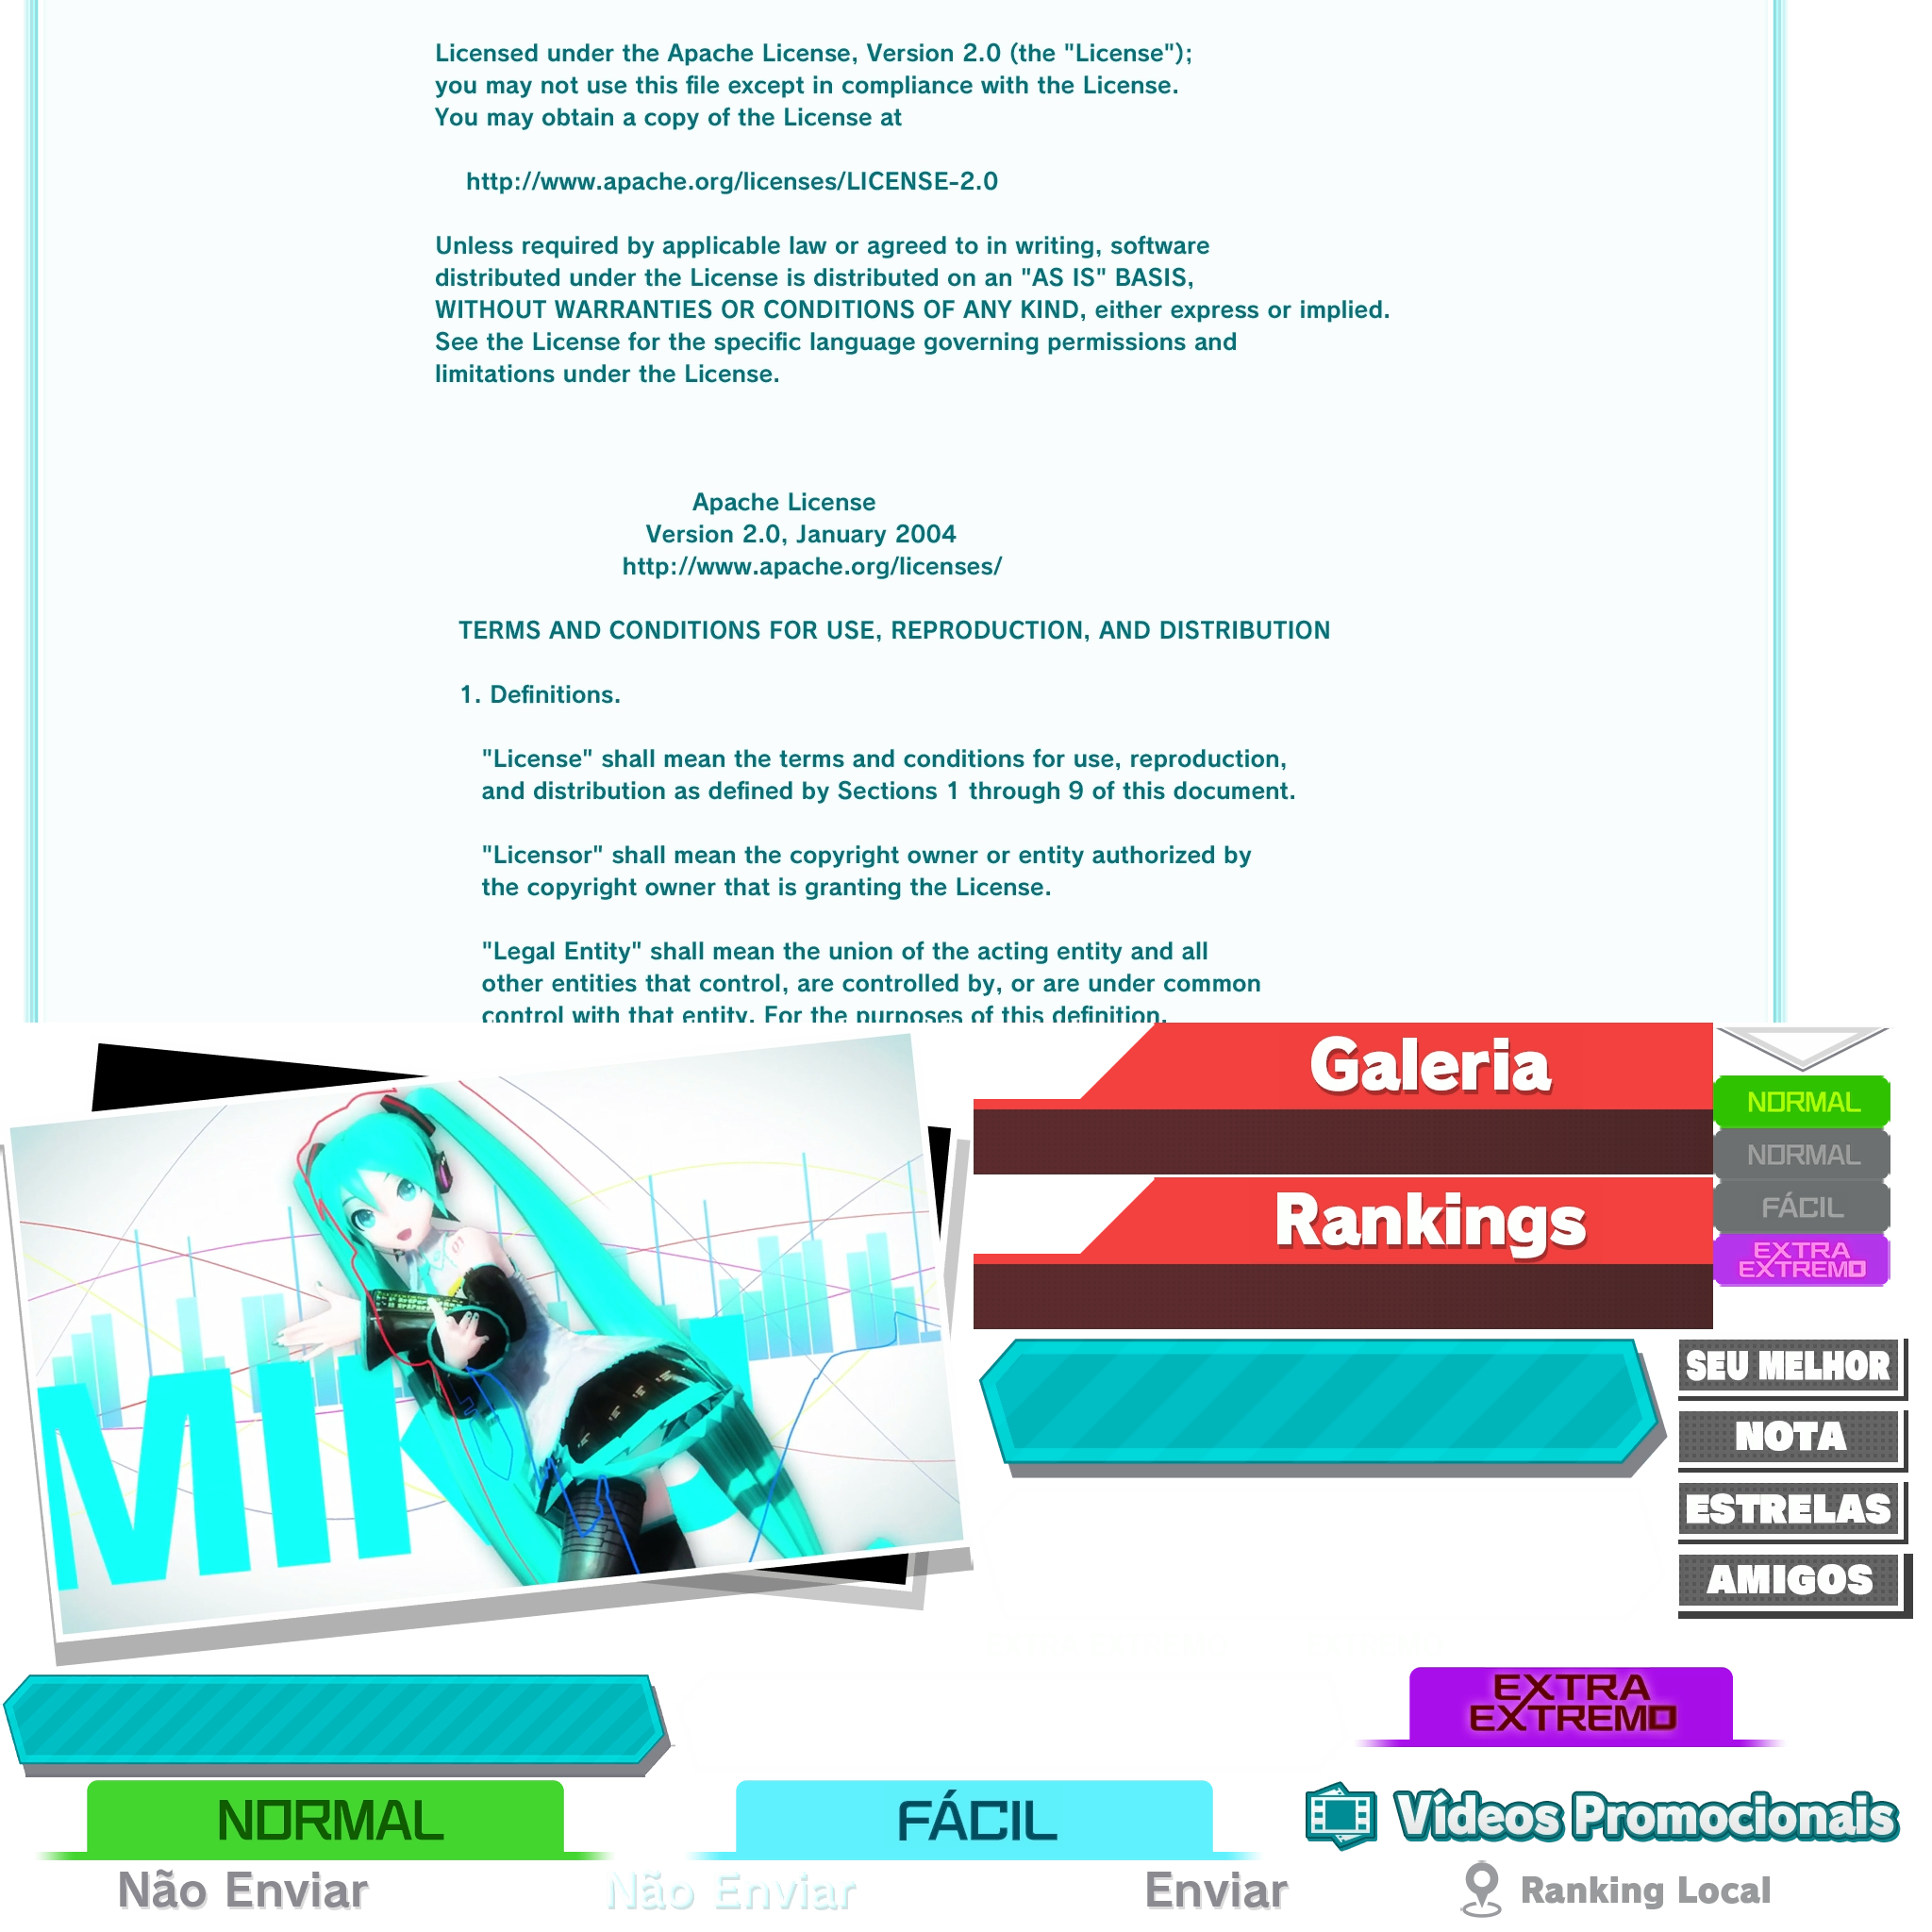 Licensed under the Apache License, Version 2.0 (the "License");
you may not use this file except in compliance with the License.
You may obtain a copy of the License at
http://www.apache.org/licenses/LICENSE-2.0
Unless required by applicable law or agreed to in writing, software
distributed under the License is distributed on an "AS IS" BASIS,
WITHOUT WARRANTIES OR CONDITIONS OF ANY KIND, either express or implied.
See the License for the specific language governing permissions and
limitations under the License.
Apache License
Version 2.0, January 2004
http://www.apache.org/licenses/
TERMS AND CONDITIONS FOR USE, REPRODUCTION, AND DISTRIBUTION
1. Definitions.
"License" shall mean the terms and conditions for use, reproduction,
and distribution as defined by Sections 1 through 9 of this document.
"Licensor" shall mean the copyright owner or entity authorized by
the copyright owner that is granting the License.
"Legal Entity" shall mean the union of the acting entity and all
other entities that control, are controlled by, or are under common
control with that entity. For the purposes of this definition,
Galeria
Rankings
NORMAL
NORMAL
FÁCIL
EXTRA
EXTREMO
MIK
SEU MELHOR
NOTA
ESTRELAS
AMIGOS
EXTRA
EXTREMO
NORMAL
FÁCIL
Vídeos Promocionais
Não Enviar
Não Enviar
Enviar
Ranking Local